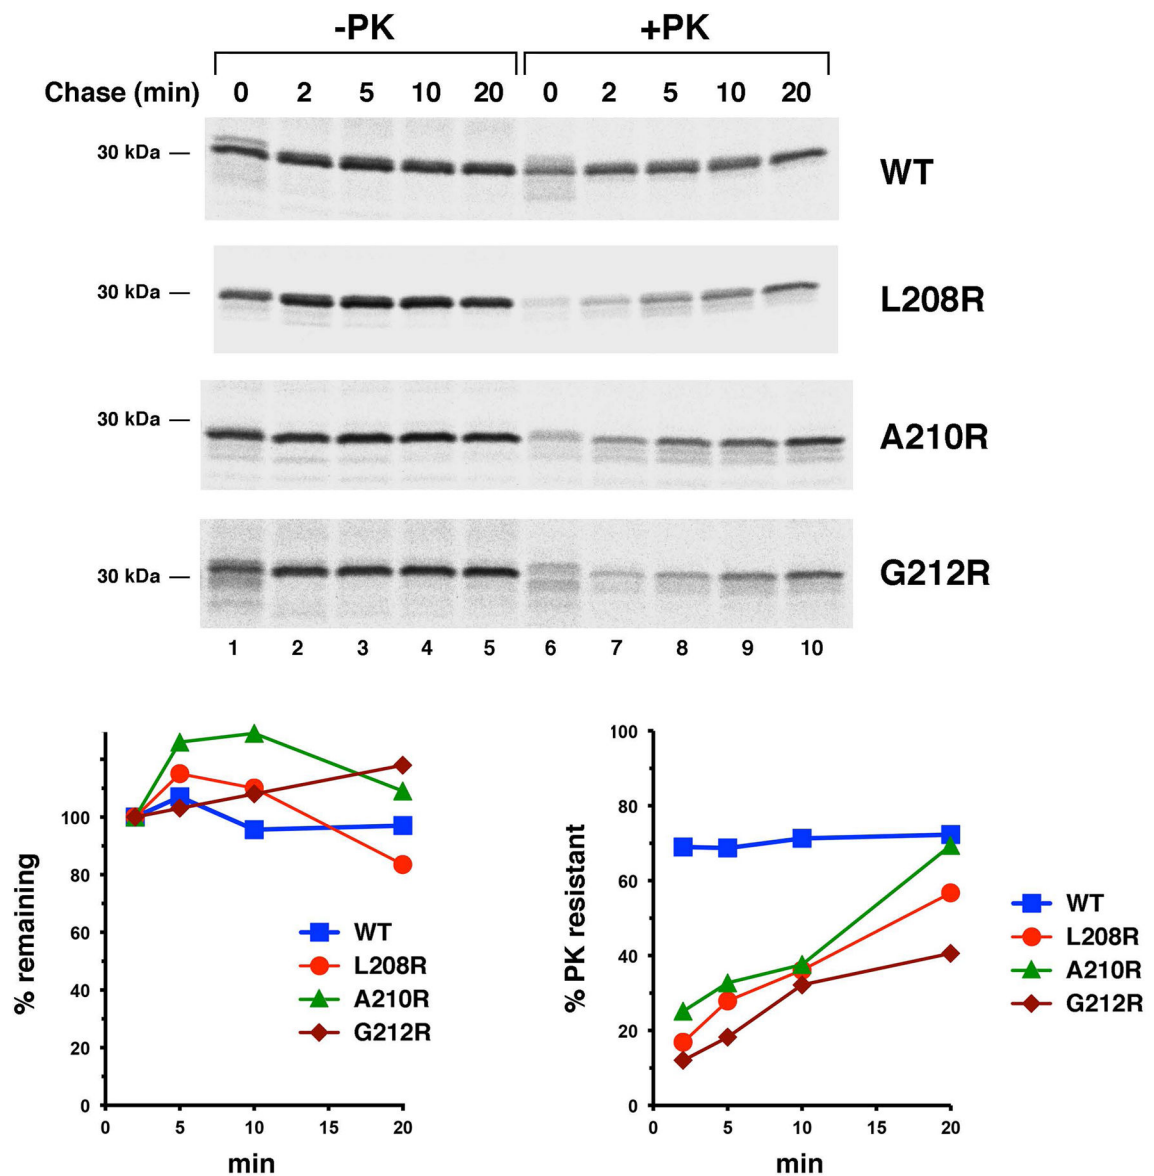 -PK +PK
Chase (min) 0 2 5 10 20 0 2 5 10 20
30 kDa
WT
30 kDa
L208R
30 kDa
A210R
30 kDa
G212R
1 2 3 4 5 6 7 8 9 10
% remaining
100
80
60
40
20
0
0 5 10 15 20
min
WT
L208R
A210R
G212R
% PK resistant
100
80
60
40
20
0
0 5 10 15 20
min
WT
L208R
A210R
G212R